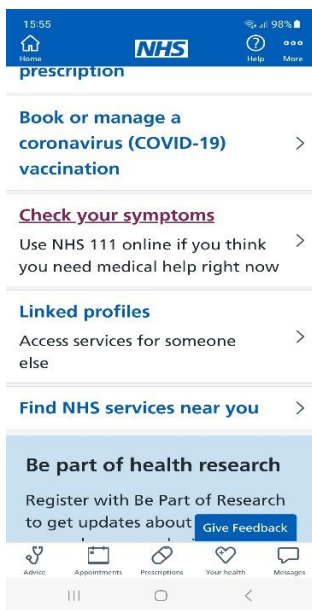 15:55
98%
NHS
Home
Help
More
prescription
Book or manage a
coronavirus (COVID-19)
vaccination
Check your symptoms
Use NHS 111 online if you think
you need medical help right now
Linked profiles
Access services for someone
else
Find NHS services near you
Be part of health research
Register with Be Part of Research
to get updates about
Give Feedback
Advice
Appointments
Prescriptions
Your health
Messages